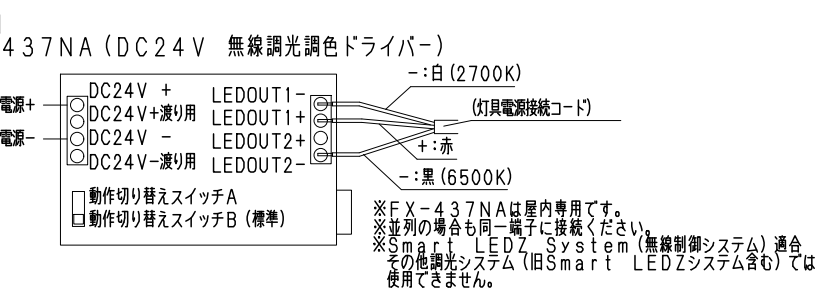 437NA(DC24V 無線調光調色ドライバー)
電源+
電源-
DC24V +
DC24V+渡り用
DC24V -
DC24V-渡り用
LEDOUT1-
LEDOUT1+
LEDOUT2+
LEDOUT2-
-:白(2700K)
(灯具電源接続コード)
+:赤
-:黒(6500K)
動作切り替えスイッチA
動作切り替えスイッチB(標準)
※FX-437NAは屋内専用です。
※並列の場合も同一端子に接続ください。
※Smart LEDZ System(無線制御システム)適合
その他調光システム(旧Smart LEDZシステム含む)では
使用できません。